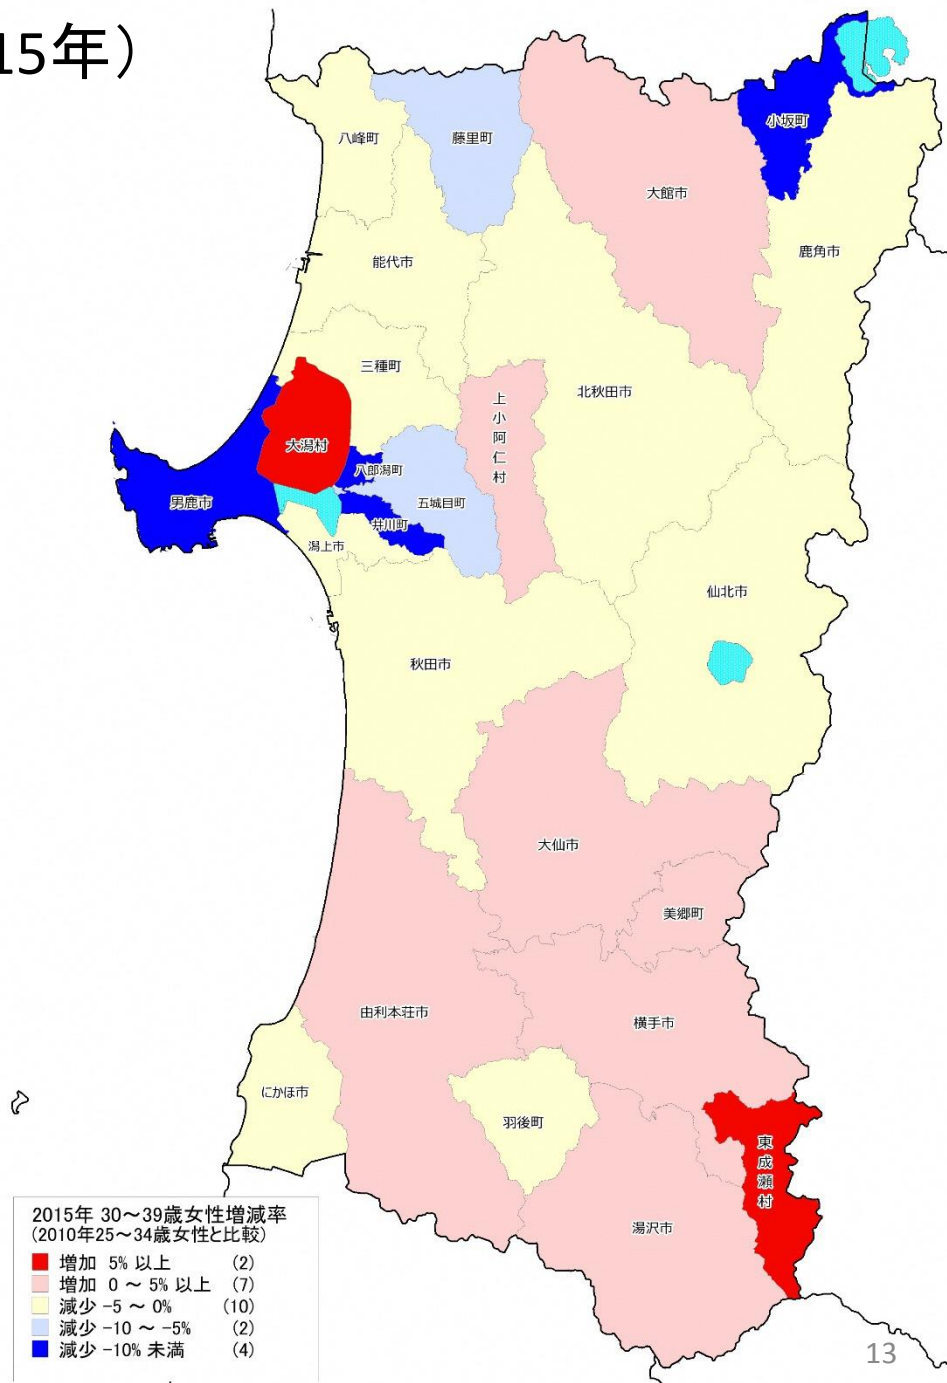 15年）
八峰町
藤里町
小坂町
大館市
鹿角市
能代市
三種町
北秋田市
上小阿仁村
大潟村
八郎潟町
男鹿市
五城目町
井川町
潟上市
仙北市
秋田市
大仙市
美郷町
由利本荘市
横手市
にかほ市
羽後町
東成瀬村
湯沢市
2015年 30～39歳女性増減率
(2010年25～34歳女性と比較)
増加 5% 以上 (2)
増加 0 ～ 5% 以上 (7)
減少 -5 ～ 0% (10)
減少 -10 ～ -5% (2)
減少 -10% 未満 (4)
13